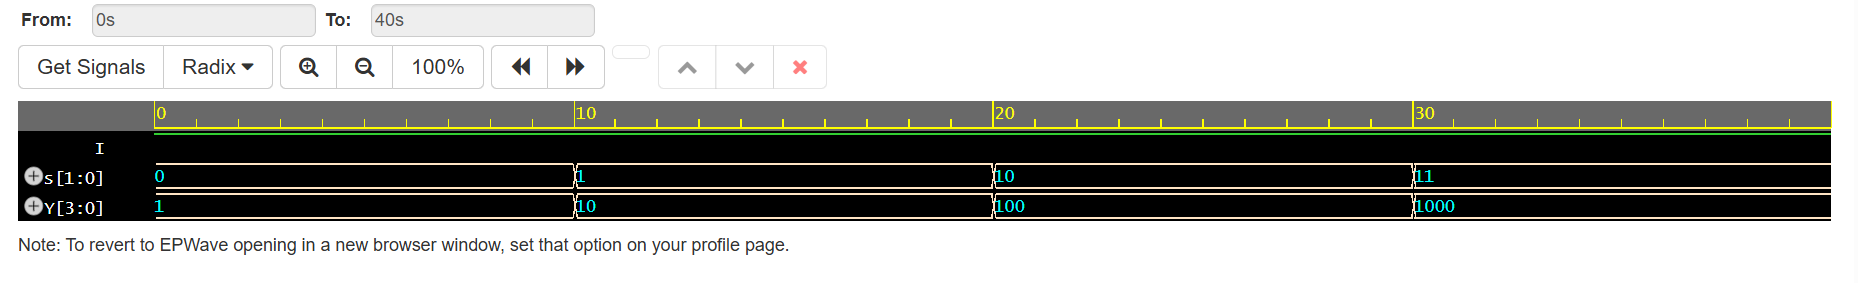 From: 0s To: 40s
Get Signals Radix 100%
0 10 20 30
I
s[1:0] 0 1 10 11
Y[3:0] 1 10 100 1000
Note: To revert to EPWave opening in a new browser window, set that option on your profile page.